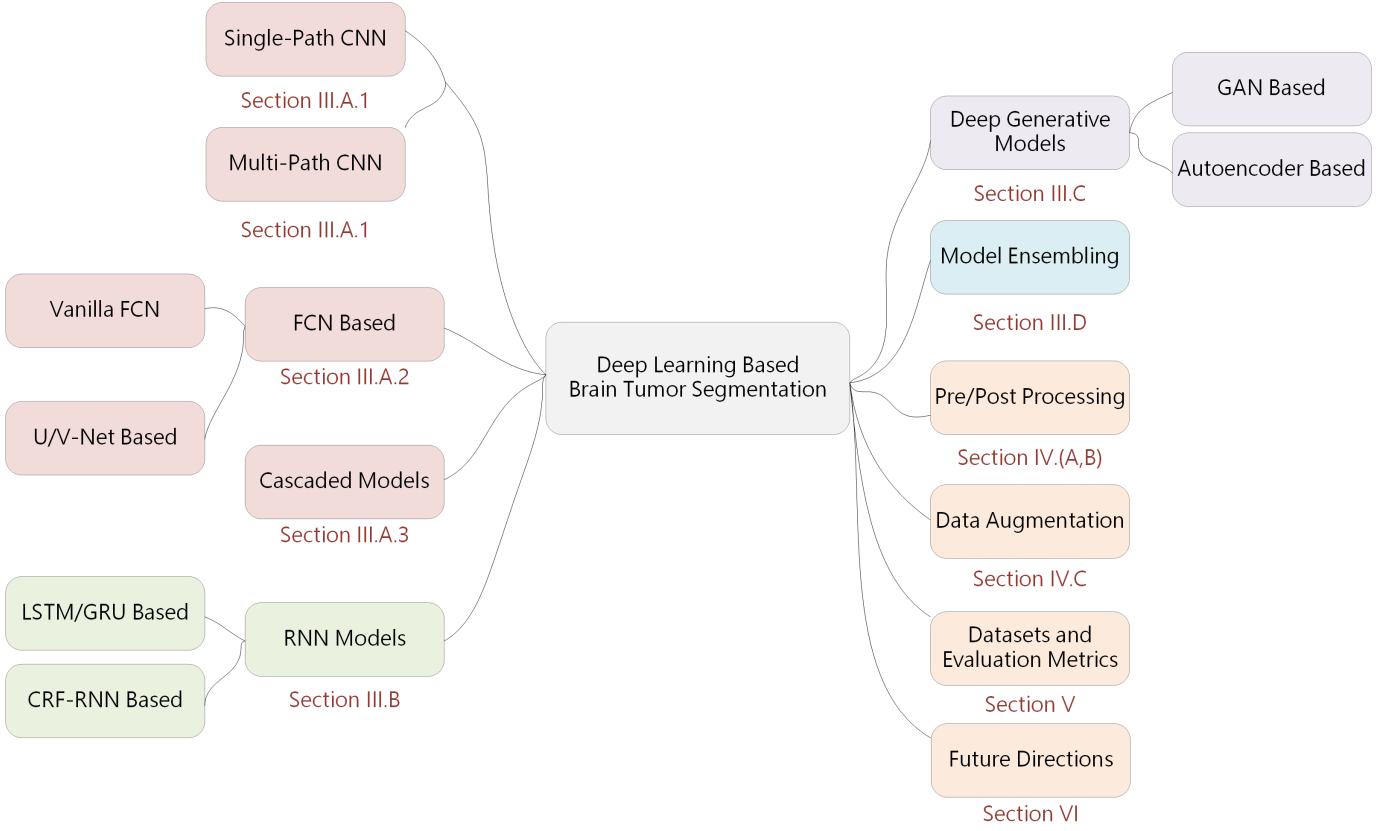 Single-Path CNN
Section III.A.1
Multi-Path CNN
Section III.A.1
Vanilla FCN
FCN Based
Section III.A.2
U/V-Net Based
Cascaded Models
Section III.A.3
LSTM/GRU Based
RNN Models
CRF-RNN Based
Section III.B
Deep Learning Based
Brain Tumor Segmentation
Deep Generative
Models
Section III.C
GAN Based
Autoencoder Based
Model Ensembling
Section III.D
Pre/Post Processing
Section IV.(A,B)
Data Augmentation
Section IV.C
Datasets and
Evaluation Metrics
Section V
Future Directions
Section VI